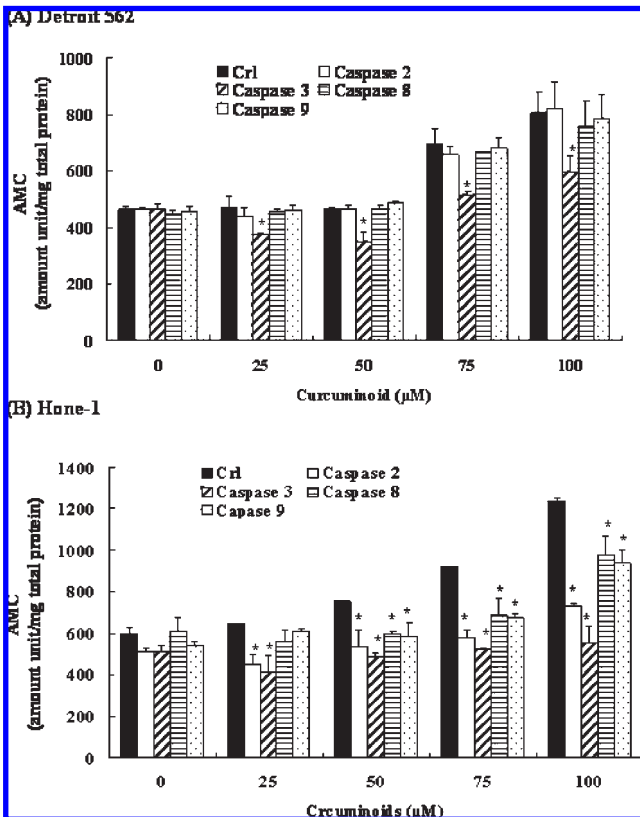 (A) Detroit 562
1000
800
600
400
200
0
AMC
(amount unit/mg total protein)
Crl
Caspase 2
Caspase 3
Caspase 8
Caspase 9
* * * *
0 25 50 75 100
Curcuminoid (μM)
(B) Hone-1
1400
1200
1000
800
600
400
200
0
AMC
(amount unit/mg total protein)
Crl
Caspase 2
Caspase 3
Caspase 8
Capase 9
* * * * * * * * * * * * * *
0 25 50 75 100
Crcuminoids (μM)